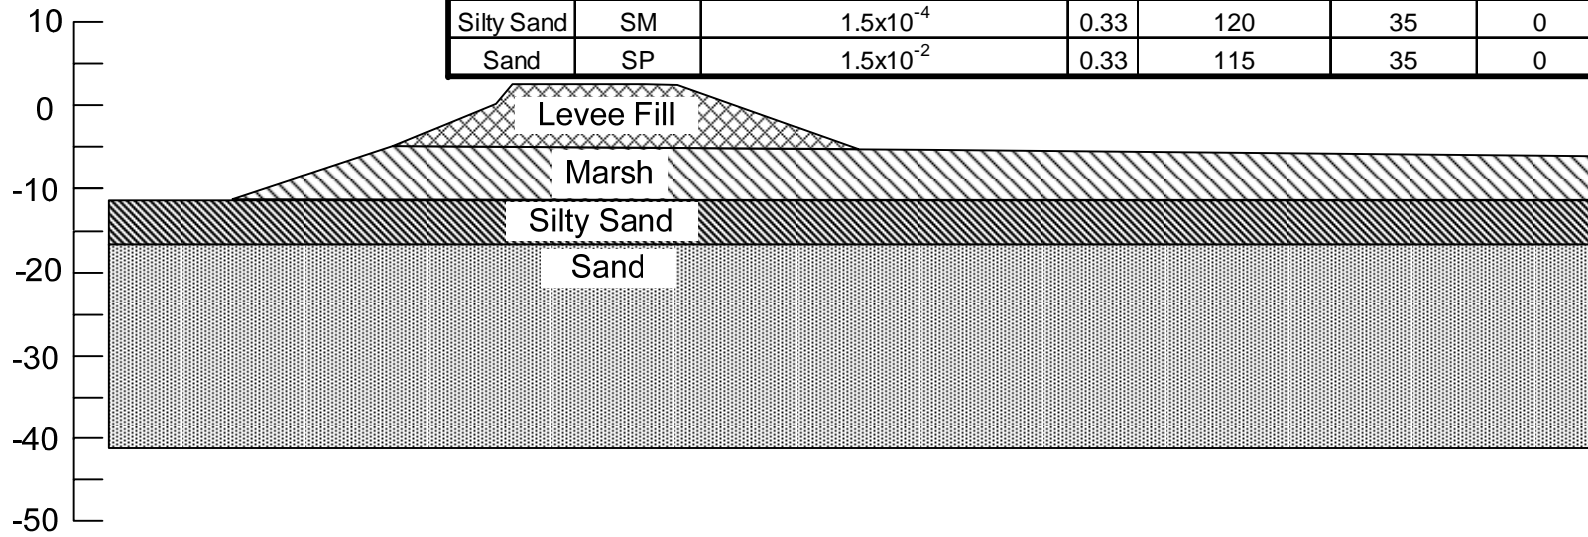 10
Silty Sand SM 1.5x10-4 0.33 120 35 0
Sand SP 1.5x10-2 0.33 115 35 0
0
Levee Fill
Marsh
-10
Silty Sand
Sand
-20
-30
-40
-50